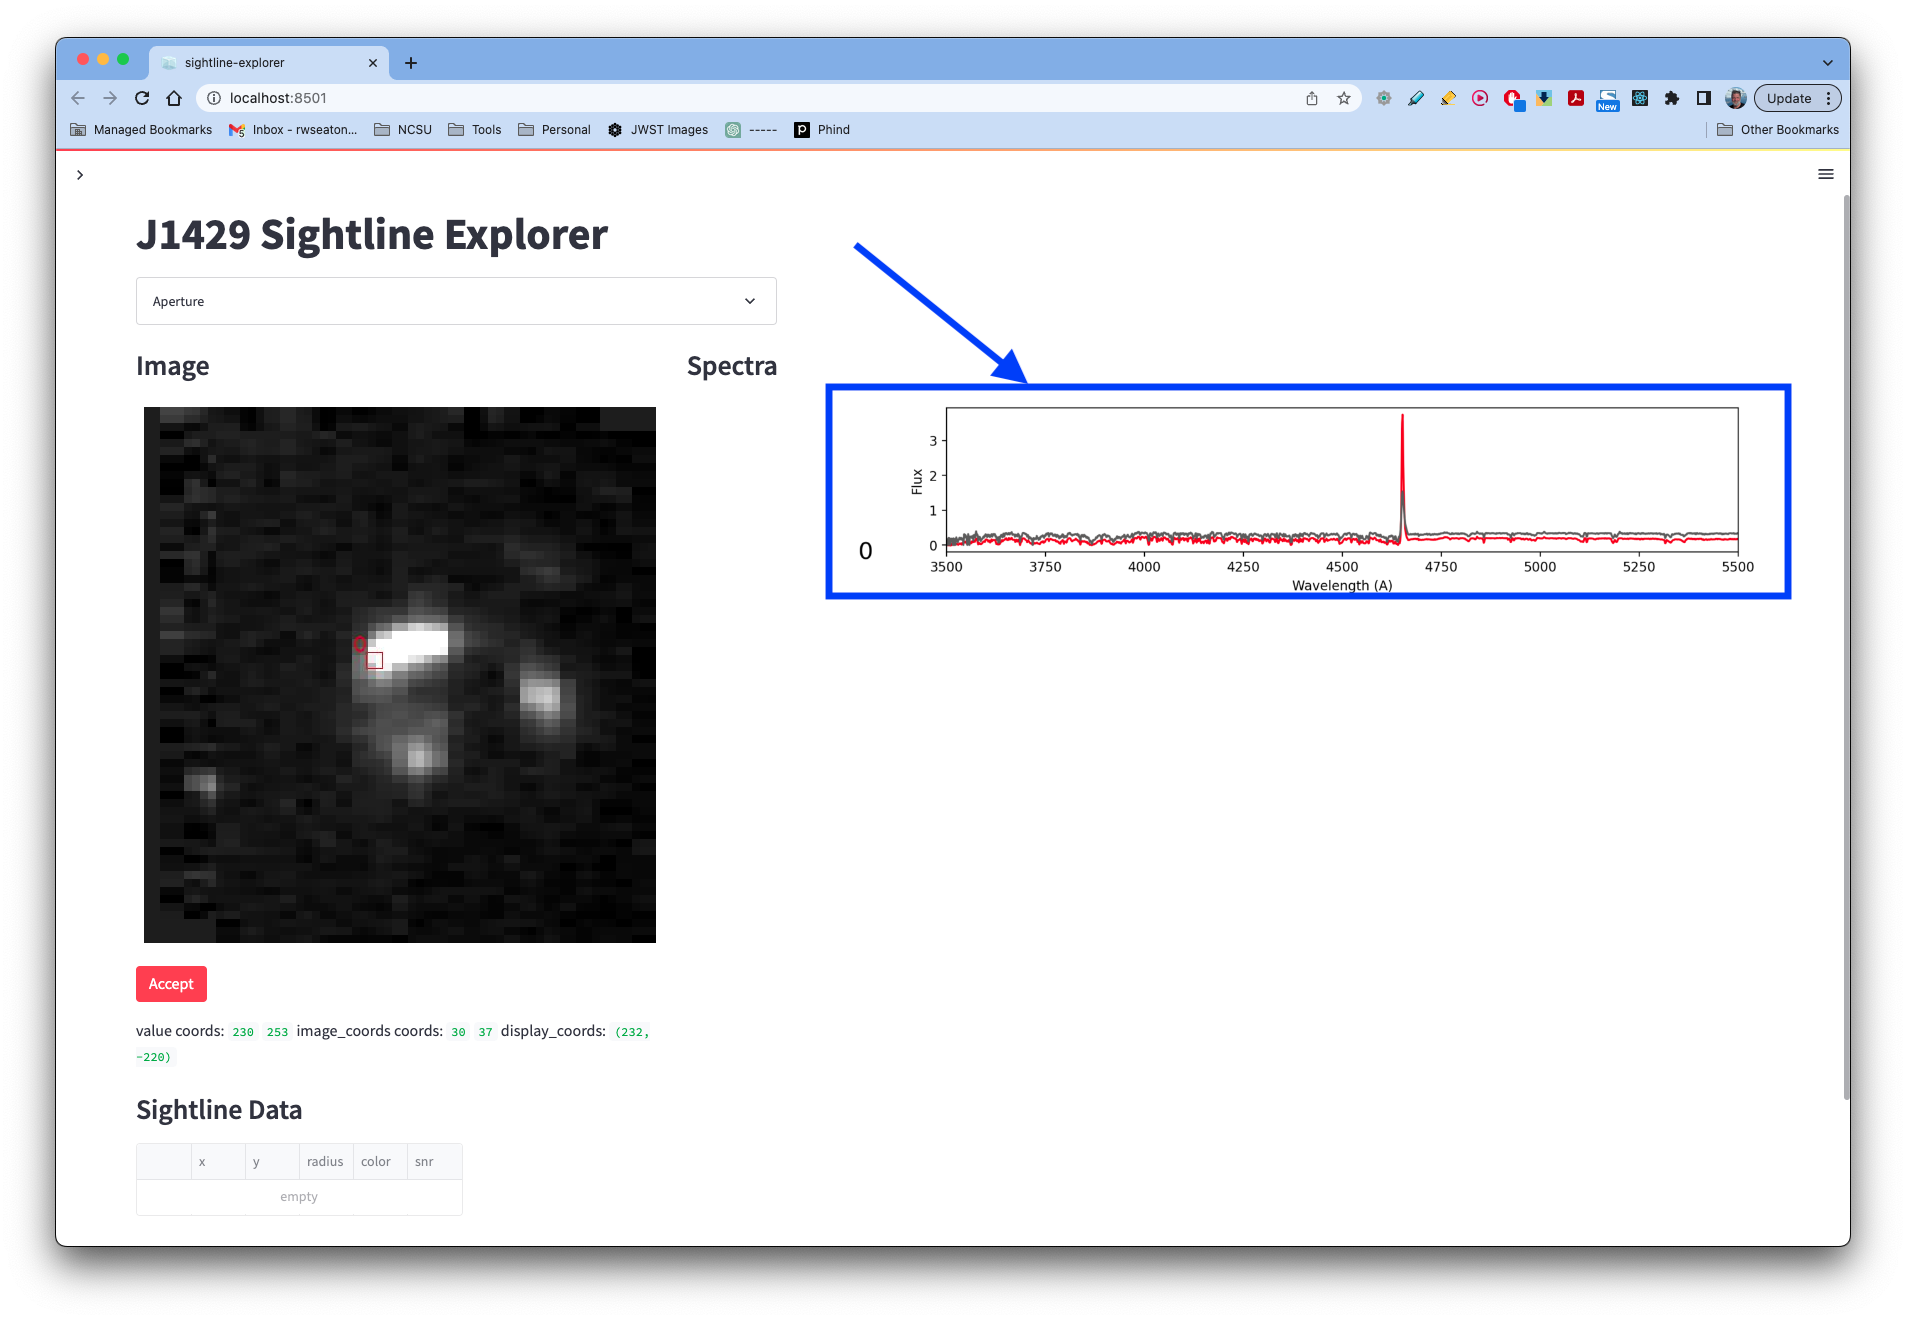 sightline-explorer
localhost:8501
New
Update
Managed Bookmarks
5
Inbox - rwseaton...
NCSU
Tools
Personal
JWST Images
-----
P
Phind
Other Bookmarks
J1429 Sightline Explorer
Aperture
Image
Spectra
0
3
2
1
0
Flux
0
3500 3750 4000 4250 4500 4750 5000 5250 5500
Wavelength (A)
Accept
value coords: 230 253 image_coords coords: 30 37 display_coords: (232,
-220)
Sightline Data
x y radius color snr
empty